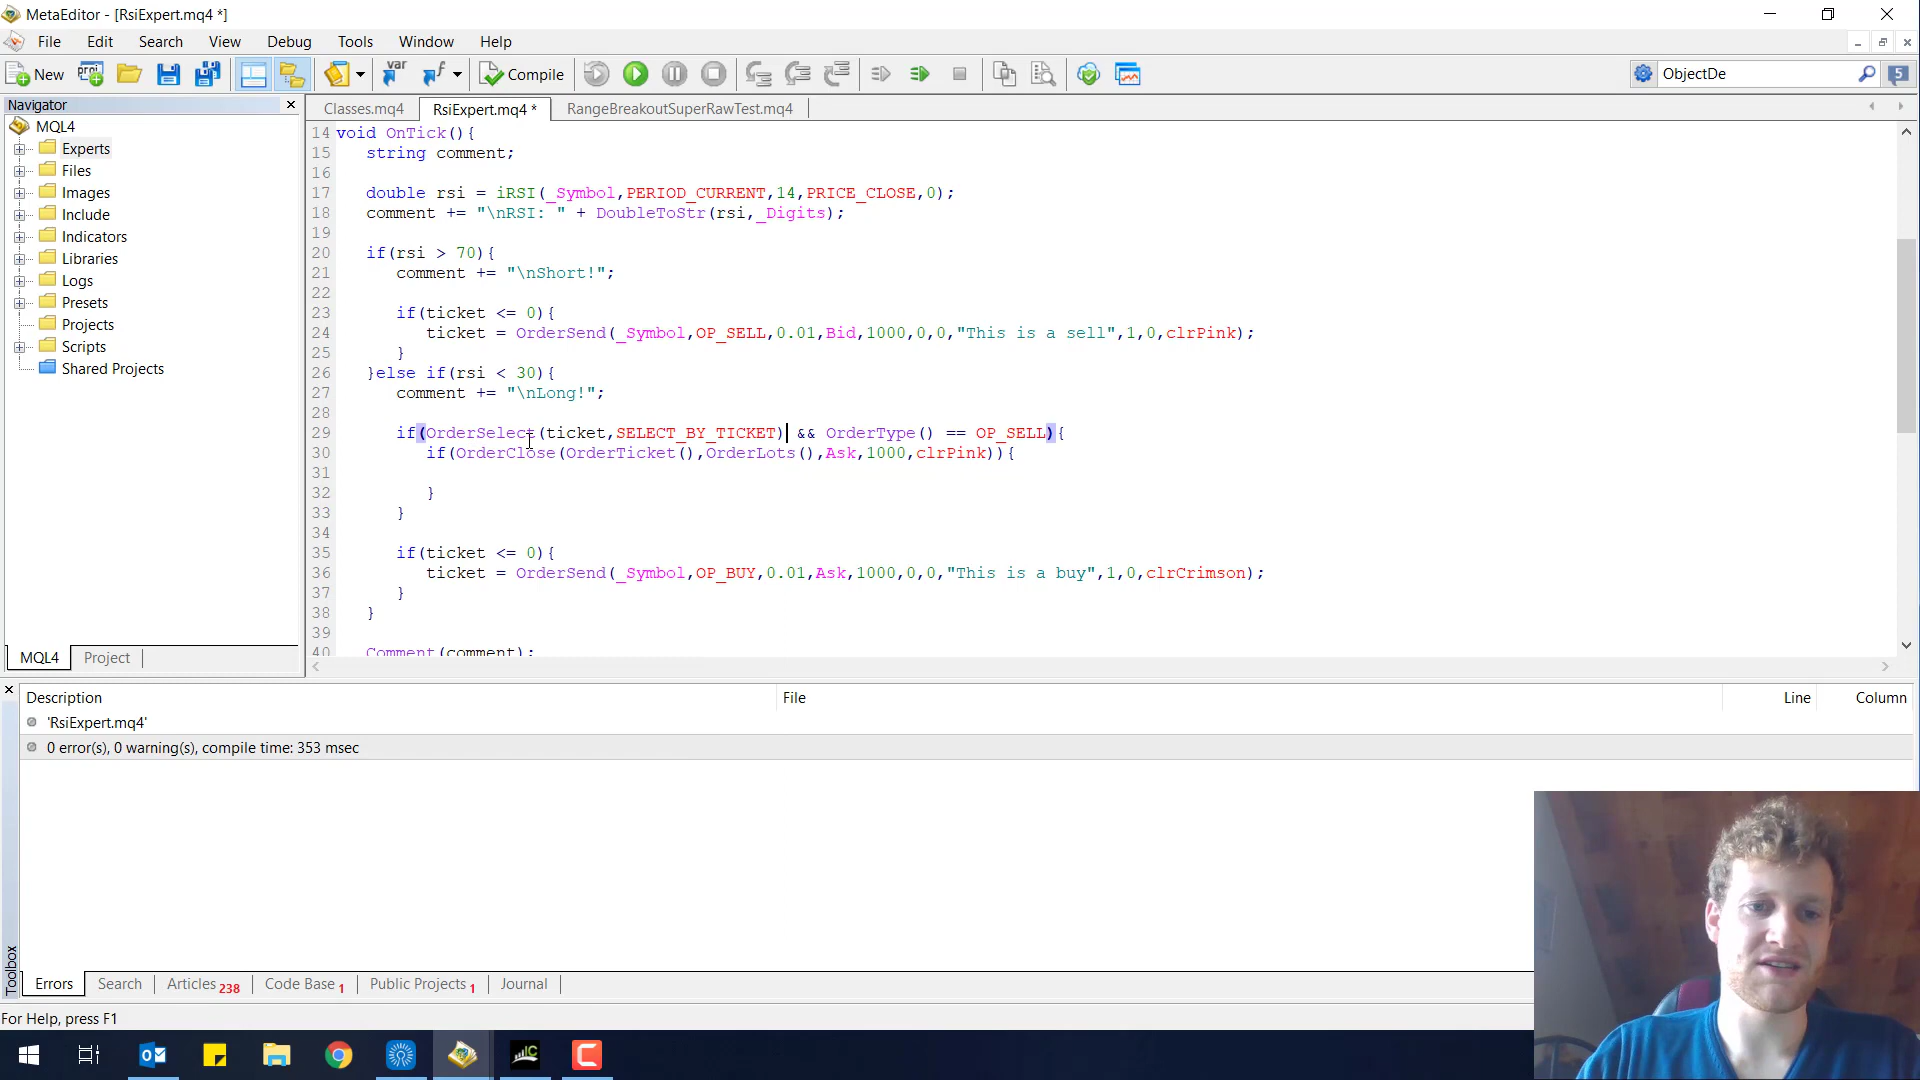 MetaEditor - [RsiExpert.mq4 *]
File Edit Search View Debug Tools Window Help
New Compile ObjectDe 5
Navigator
Classes.mq4 RsiExpert.mq4 * RangeBreakoutSuperRawTest.mq4
MQL4
Experts
Files
Images
Include
Indicators
Libraries
Logs
Presets
Projects
Scripts
Shared Projects
MQL4 Project
14 void OnTick(){
15 string comment;
16
17 double rsi = iRSI(_Symbol,PERIOD_CURRENT,14,PRICE_CLOSE,0);
18 comment += "\nRSI: " + DoubleToStr(rsi,_Digits);
19
20 if(rsi > 70){
21 comment += "\nShort!";
22
23 if(ticket <= 0){
24 ticket = OrderSend(_Symbol,OP_SELL,0.01,Bid,1000,0,0,"This is a sell",1,0,clrPink);
25 }
26 }else if(rsi < 30){
27 comment += "\nLong!";
28
29 if(OrderSelect(ticket,SELECT_BY_TICKET) && OrderType() == OP_SELL){
30 if(OrderClose(OrderTicket(),OrderLots(),Ask,1000,clrPink)){
31
32 }
33 }
34
35 if(ticket <= 0){
36 ticket = OrderSend(_Symbol,OP_BUY,0.01,Ask,1000,0,0,"This is a buy",1,0,clrCrimson);
37 }
38 }
39
40 Comment(comment);
Description File Line Column
'RsiExpert.mq4'
0 error(s), 0 warning(s), compile time: 353 msec
Toolbox
Errors Search Articles 238 Code Base 1 Public Projects 1 Journal
For Help, press F1